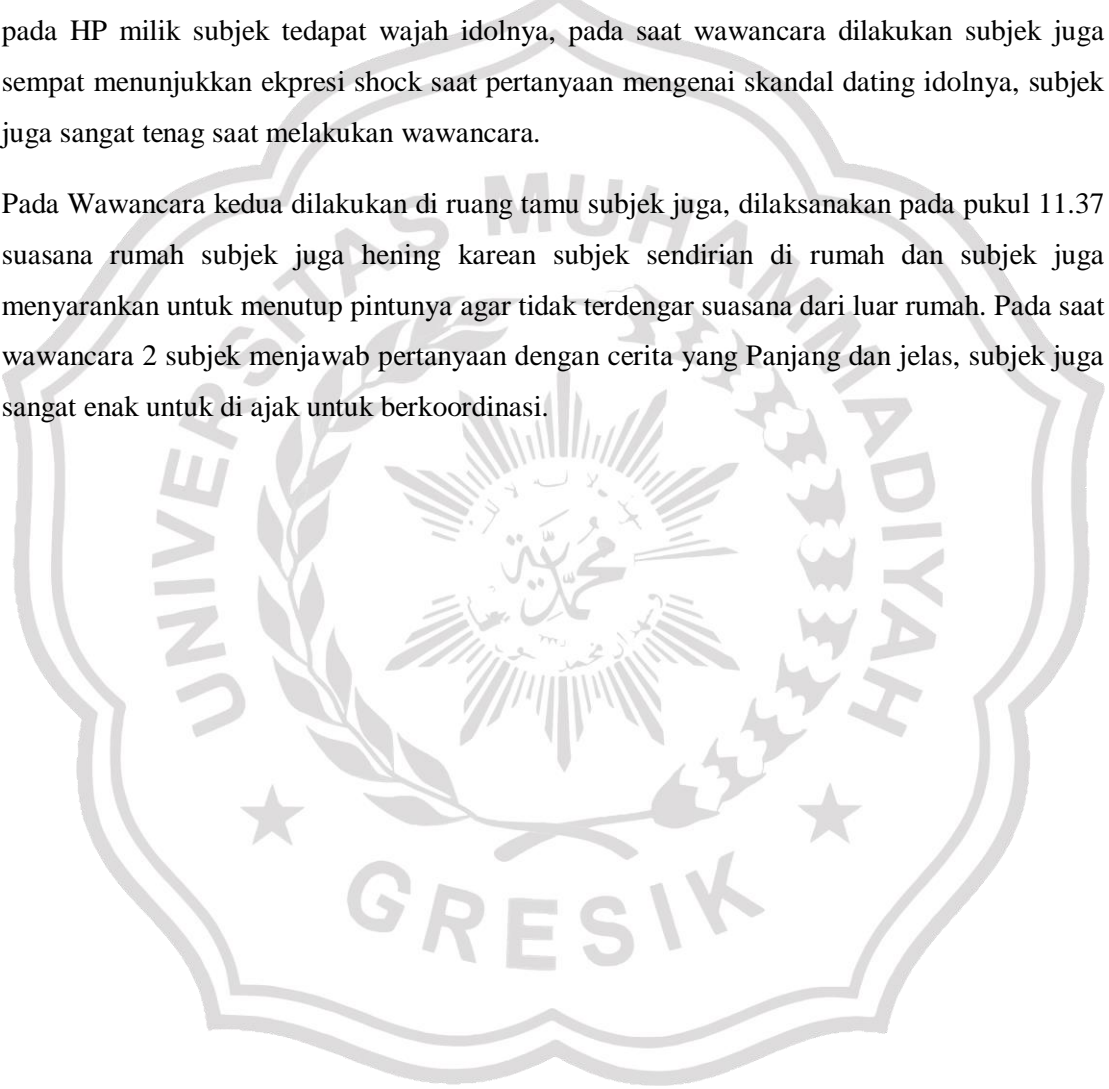 pada HP milik subjek tedapat wajah idolnya, pada saat wawancara dilakukan subjek juga
sempat menunjukkan ekpresi shock saat pertanyaan mengenai skandal dating idolnya, subjek
juga sangat tenag saat melakukan wawancara.
Pada Wawancara kedua dilakukan di ruang tamu subjek juga, dilaksanakan pada pukul 11.37
suasana rumah subjek juga hening karean subjek sendirian di rumah dan subjek juga
menyarankan untuk menutup pintunya agar tidak terdengar suasana dari luar rumah. Pada saat
wawancara 2 subjek menjawab pertanyaan dengan cerita yang Panjang dan jelas, subjek juga
sangat enak untuk di ajak untuk berkoordinasi.
UNIVERSITAS MUHAMMADIYAH
GRESIK